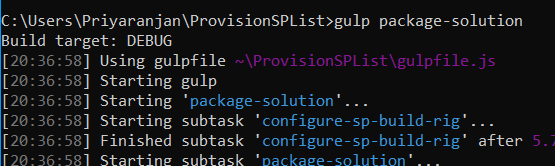 C:\Users\Priyaranjan\ProvisionSPList>gulp package-solution
Build target: DEBUG
[20:36:58] Using gulpfile ~\ProvisionSPList\gulpfile.js
[20:36:58] Starting gulp
[20:36:58] Starting 'package-solution'...
[20:36:58] Starting subtask 'configure-sp-build-rig'...
[20:36:58] Finished subtask 'configure-sp-build-rig' after 5.7
[20:36:58] Starting subtask 'package-solution'...